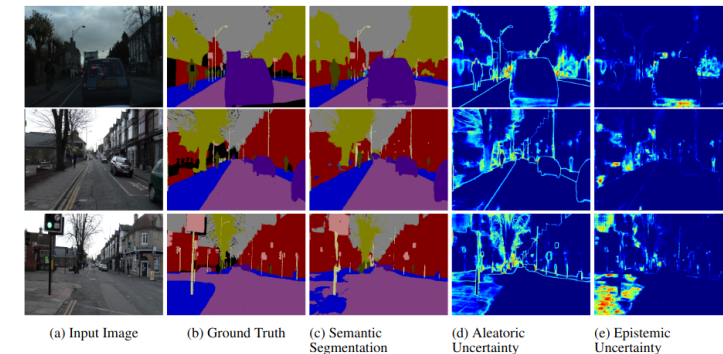 (a) Input Image
(b) Ground Truth
(c) Semantic
Segmentation
(d) Aleatoric
Uncertainty
(e) Epistemic
Uncertainty